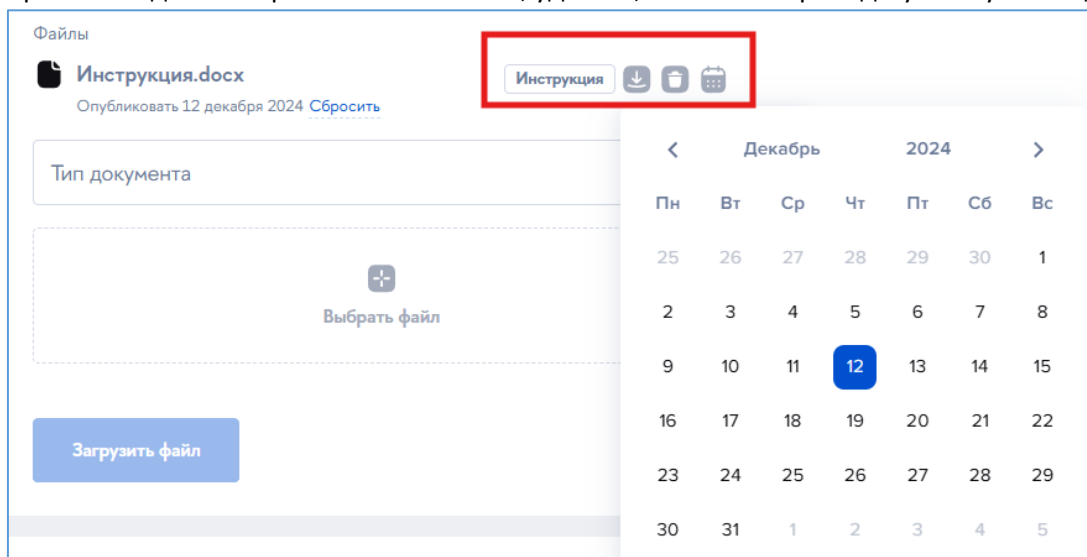 Файлы
Инструкция.docx
Инструкция
Опубликовать 12 декабря 2024 Сбросить
Тип документа
Выбрать файл
Загрузить файл
Декабрь 2024
Пн Вт Ср Чт Пт Сб Вс
25 26 27 28 29 30 1
2 3 4 5 6 7 8
9 10 11 12 13 14 15
16 17 18 19 20 21 22
23 24 25 26 27 28 29
30 31 1 2 3 4 5